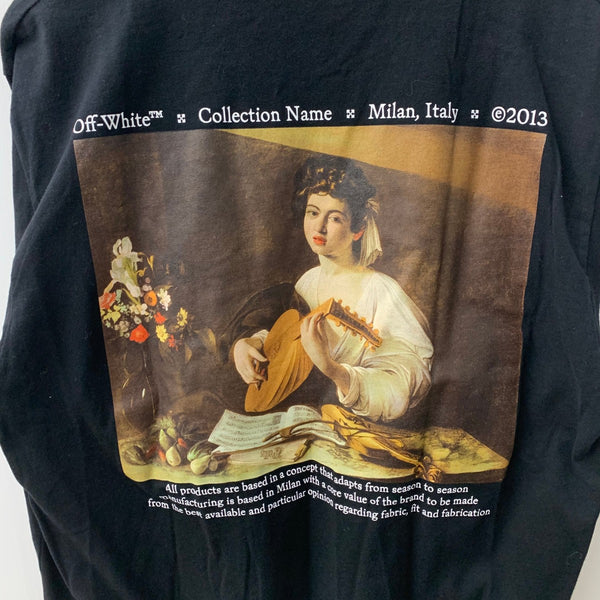 Off-White™ Collection Name Milan, Italy ©2013
All products are based in a concept that adapts from season to season
manufacturing is based in Milan with a core value of the brand to be made
from the best available and particular opinion regarding fabric, fit and fabrication